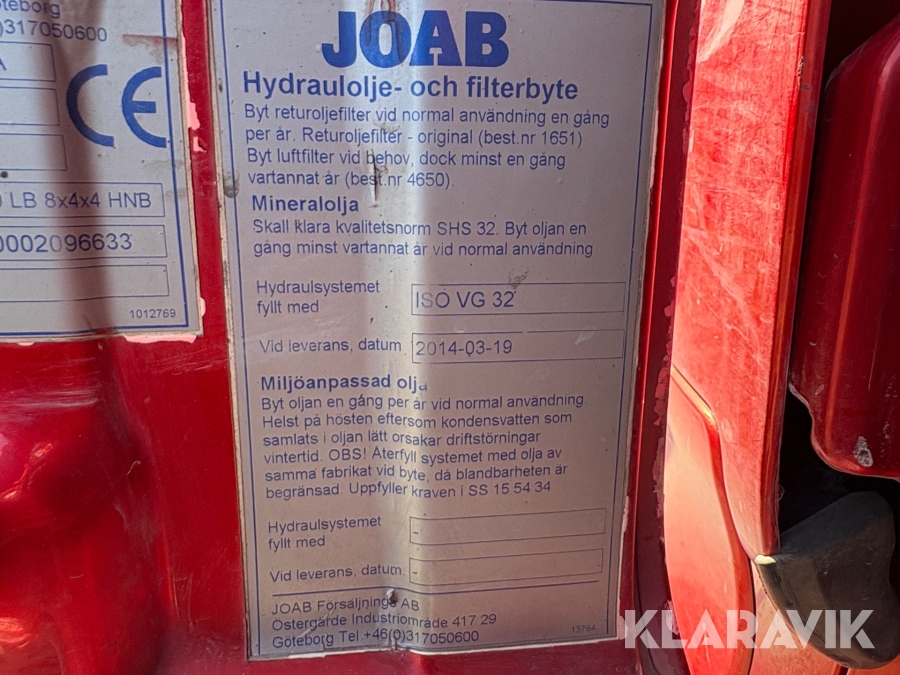 teborg
)317050600
A
CE
LB 8x4x4 HNB
0002096633
1012769
JOAB
Hydraulolje- och filterbyte
Byt returoljefilter vid normal användning en gång
per år. Returoljefilter - original (best.nr 1651)
Byt luftfilter vid behov, dock minst en gång
vartannat år (best.nr 4650).
Mineralolja
Skall klara kvalitetsnorm SHS 32. Byt oljan en
gång minst vartannat år vid normal användning
Hydraulsystemet
fyllt med
ISO VG 32
Vid leverans, datum
2014-03-19
Miljöanpassad olja
Byt oljan en gång per år vid normal användning
Helst på hösten eftersom kondensvatten som
samlats i oljan lätt orsakar driftstörningar
vintertid. OBS! Återfyll systemet med olja av
samma fabrikat vid byte, då blandbarheten är
begränsad. Uppfyller kraven i SS 15 54 34
Hydraulsystemet
fyllt med
-
Vid leverans, datum
-
JOAB Försäljnings AB
Östergärde Industriområde 417 29
Göteborg Tel.+46(0)317050600
13764
KLARAVIK